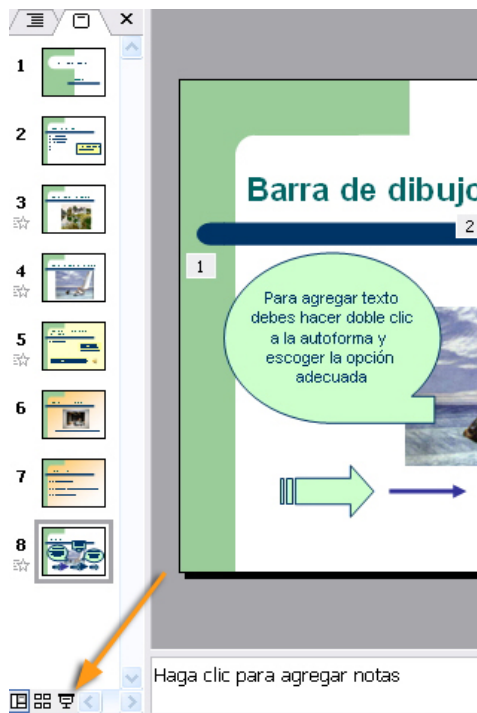 1
2
3
4
5
6
7
8
Barra de dibujo
2
1
Para agregar texto
debes hacer doble clic
a la autoforma y
escoger la opción
adecuada
Haga clic para agregar notas